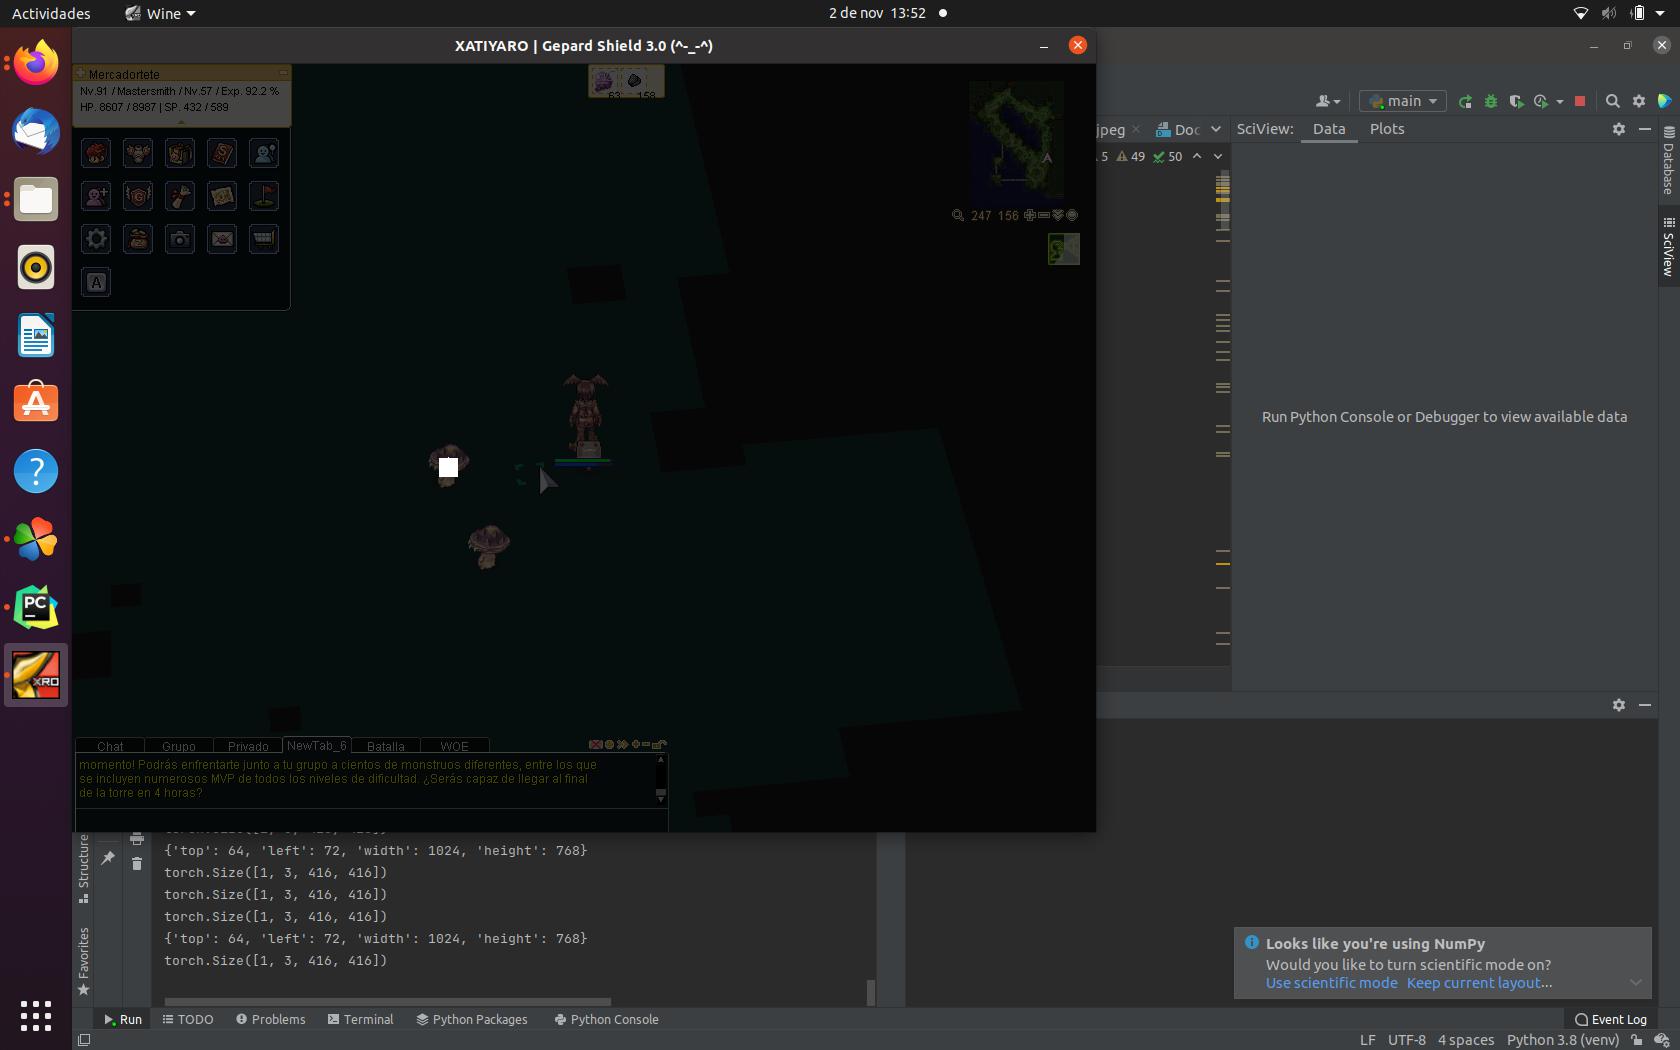 Actividades
Wine
2 de nov 13:52
XATIYARO | Gepard Shield 3.0 (^-_-^)
Mercadortete
Nv.91 / Mastersmith / Nv.57 / Exp. 92.2 %
HP. 8607 / 8987 | SP. 432 / 589
63
158
247 156
A
main
jpeg
Doc
5
49
50
SciView:
Data
Plots
Database
SciView
Run Python Console or Debugger to view available data
Chat
Grupo
Privado
NewTab_6
Batalla
WOE
momento! Podrás enfrentarte junto a tu grupo a cientos de monstruos diferentes, entre los que
se incluyen numerosos MVP de todos los niveles de dificultad. ¿Serás capaz de llegar al final
de la torre en 4 horas?
PC
XRO
Structure
Favorites
{'top': 64, 'left': 72, 'width': 1024, 'height': 768}
torch.Size([1, 3, 416, 416])
torch.Size([1, 3, 416, 416])
torch.Size([1, 3, 416, 416])
{'top': 64, 'left': 72, 'width': 1024, 'height': 768}
torch.Size([1, 3, 416, 416])
Looks like you're using NumPy
Would you like to turn scientific mode on?
Use scientific mode Keep current layout...
Run
TODO
Problems
Terminal
Python Packages
Python Console
Event Log
LF UTF-8 4 spaces Python 3.8 (venv)